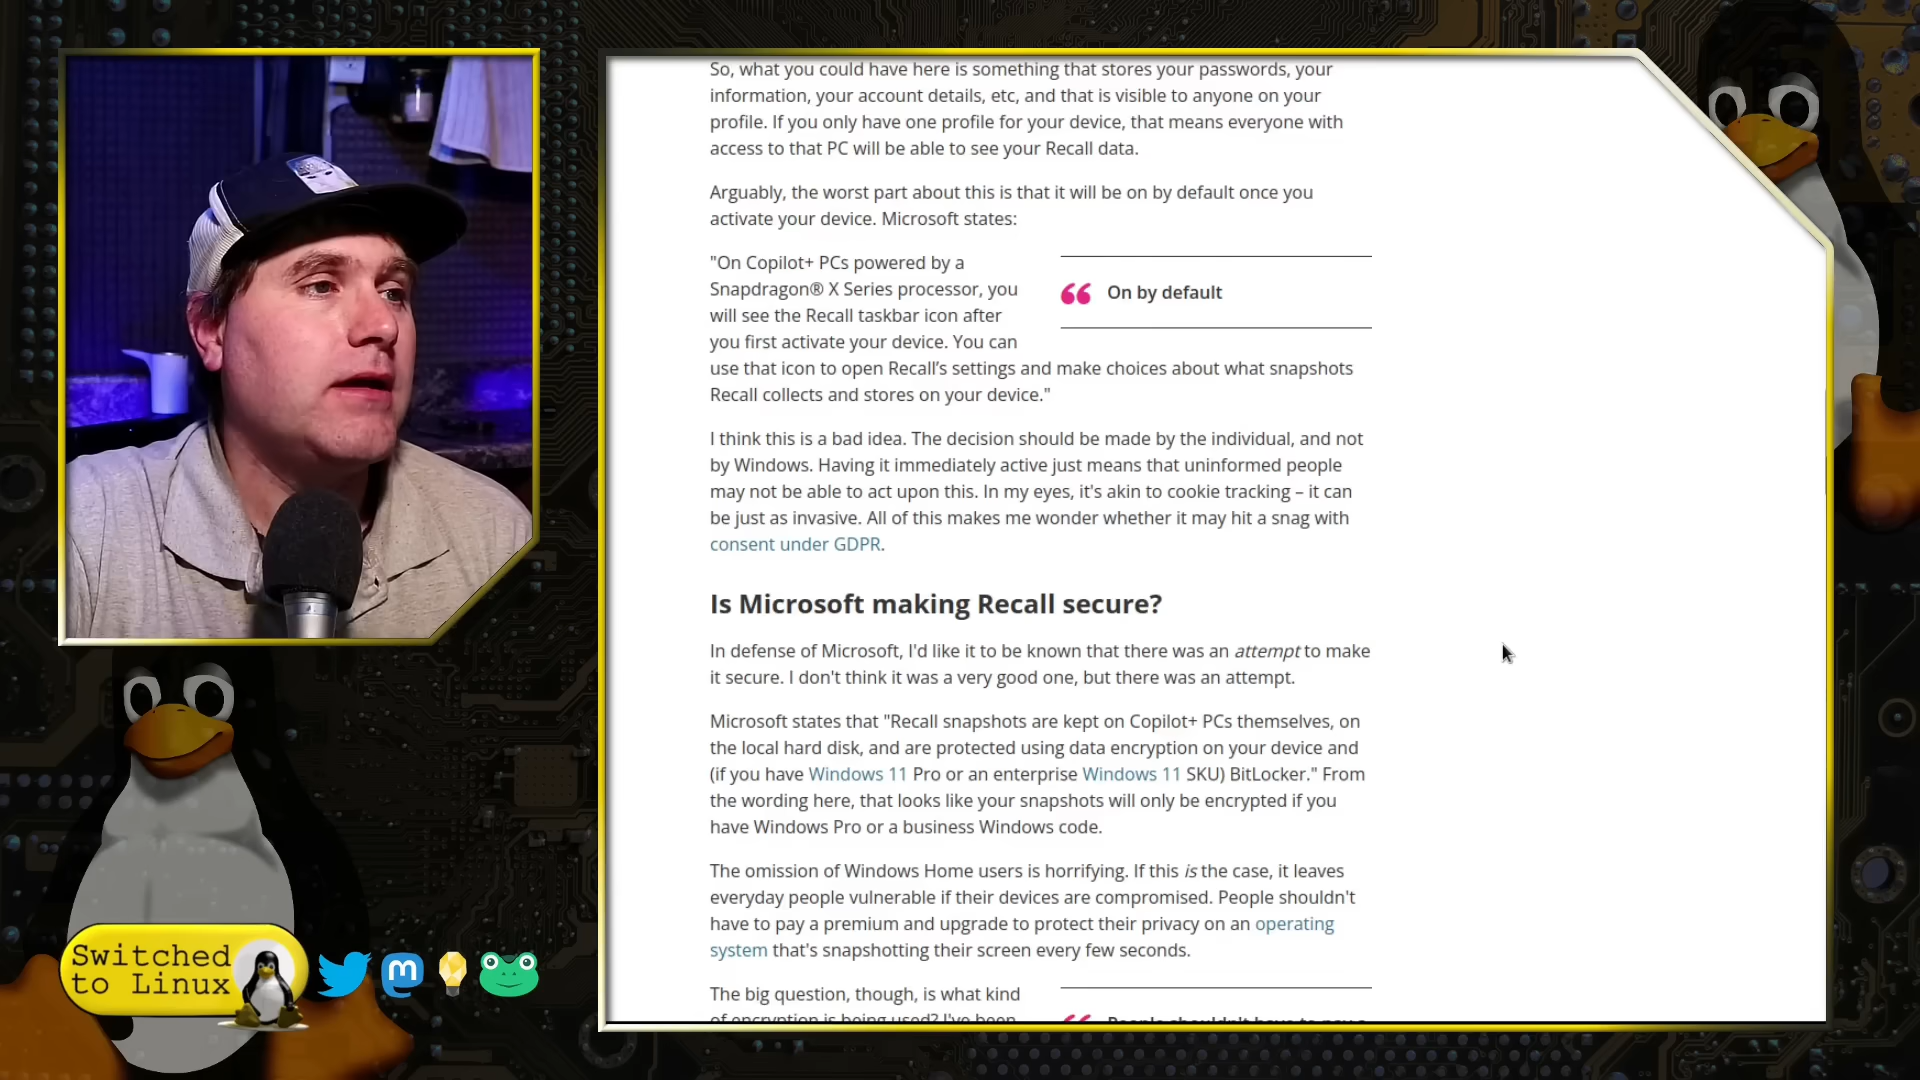 So, what you could have here is something that stores your passwords, your
information, your account details, etc, and that is visible to anyone on your
profile. If you only have one profile for your device, that means everyone with
access to that PC will be able to see your Recall data.
Arguably, the worst part about this is that it will be on by default once you
activate your device. Microsoft states:
"On Copilot+ PCs powered by a
Snapdragon® X Series processor, you
will see the Recall taskbar icon after
you first activate your device. You can
use that icon to open Recall’s settings and make choices about what snapshots
Recall collects and stores on your device."
“ On by default
I think this is a bad idea. The decision should be made by the individual, and not
by Windows. Having it immediately active just means that uninformed people
may not be able to act upon this. In my eyes, it's akin to cookie tracking – it can
be just as invasive. All of this makes me wonder whether it may hit a snag with
consent under GDPR.
Is Microsoft making Recall secure?
In defense of Microsoft, I'd like it to be known that there was an attempt to make
it secure. I don't think it was a very good one, but there was an attempt.
Microsoft states that "Recall snapshots are kept on Copilot+ PCs themselves, on
the local hard disk, and are protected using data encryption on your device and
(if you have Windows 11 Pro or an enterprise Windows 11 SKU) BitLocker." From
the wording here, that looks like your snapshots will only be encrypted if you
have Windows Pro or a business Windows code.
The omission of Windows Home users is horrifying. If this is the case, it leaves
everyday people vulnerable if their devices are compromised. People shouldn't
have to pay a premium and upgrade to protect their privacy on an operating
system that's snapshotting their screen every few seconds.
The big question, though, is what kind
of encryption is being used? I've been
“ People shouldn't have to pay a
Switched
to Linux
m